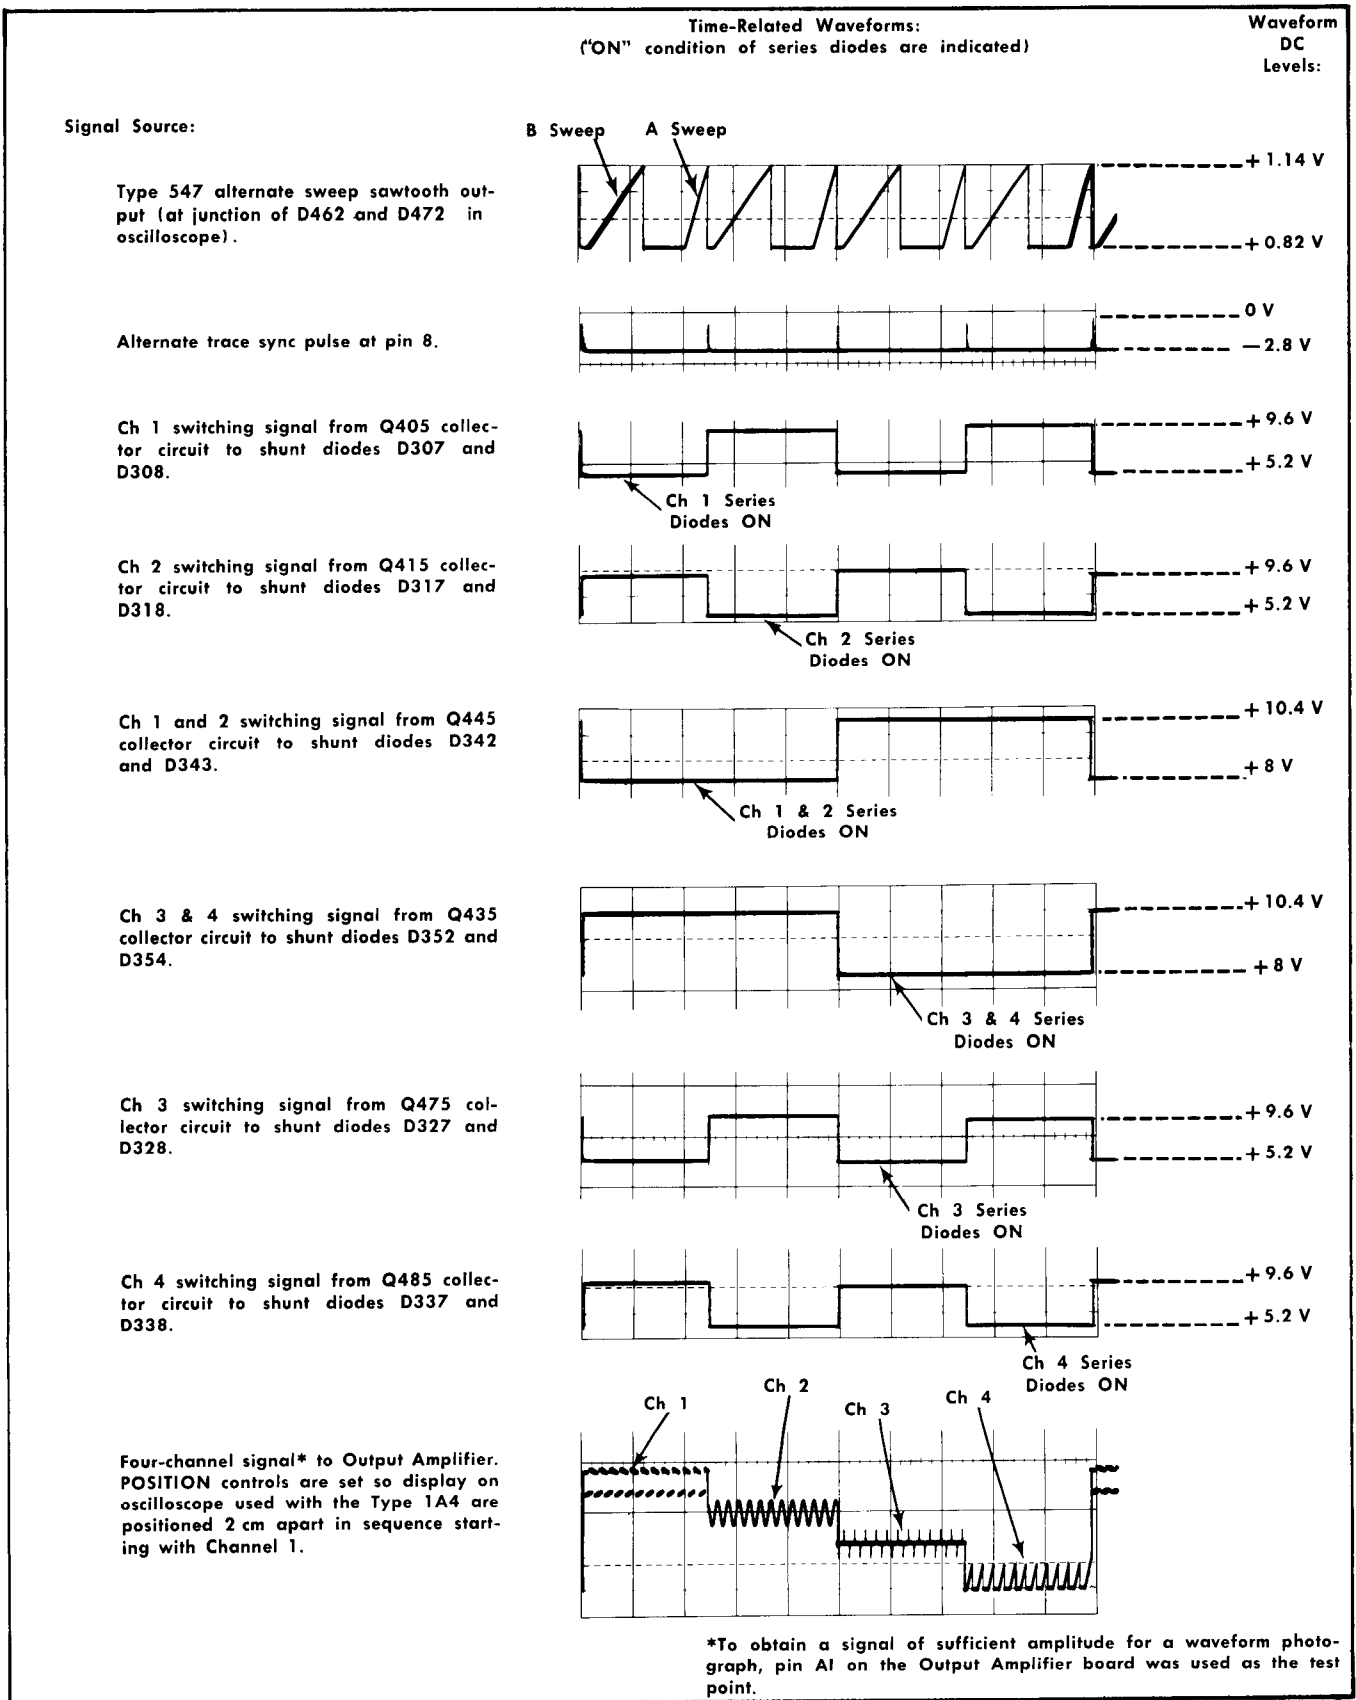 Time-Related Waveforms:
("ON" condition of series diodes are indicated)
Waveform
DC
Levels:
Signal Source:
B Sweep
A Sweep
Type 547 alternate sweep sawtooth out-
put (at junction of D462 and D472 in
oscilloscope).
+ 1.14 V
+ 0.82 V
Alternate trace sync pulse at pin 8.
0 V
—2.8 V
Ch 1 switching signal from Q405 collec-
tor circuit to shunt diodes D307 and
D308.
+ 9.6 V
+ 5.2 V
Ch 1 Series
Diodes ON
Ch 2 switching signal from Q415 collec-
tor circuit to shunt diodes D317 and
D318.
+ 9.6 V
+ 5.2 V
Ch 2 Series
Diodes ON
Ch 1 and 2 switching signal from Q445
collector circuit to shunt diodes D342
and D343.
+ 10.4 V
+ 8 V
Ch 1 & 2 Series
Diodes ON
Ch 3 & 4 switching signal from Q435
collector circuit to shunt diodes D352 and
D354.
+ 10.4 V
+ 8 V
Ch 3 & 4 Series
Diodes ON
Ch 3 switching signal from Q475 col-
lector circuit to shunt diodes D327 and
D328.
+ 9.6 V
+ 5.2 V
Ch 3 Series
Diodes ON
Ch 4 switching signal from Q485 collec-
tor circuit to shunt diodes D337 and
D338.
+ 9.6 V
+ 5.2 V
Ch 4 Series
Diodes ON
Ch 1
Ch 2
Ch 3
Ch 4
Four-channel signal* to Output Amplifier.
POSITION controls are set so display on
oscilloscope used with the Type 1A4 are
positioned 2 cm apart in sequence start-
ing with Channel 1.
*To obtain a signal of sufficient amplitude for a waveform photo-
graph, pin AI on the Output Amplifier board was used as the test
point.